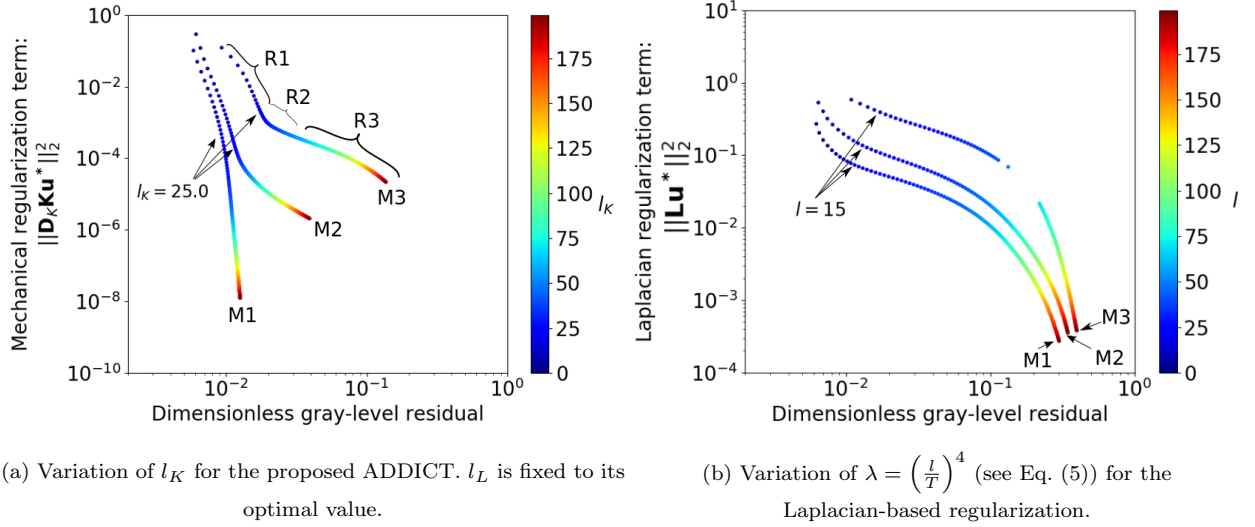 Mechanical regularization term:
||D_K Ku^*||_2^2
10^0
10^{-2}
10^{-4}
10^{-6}
10^{-8}
10^{-10}
R1
R2
R3
l_K = 25.0
M3
M2
M1
10^{-2}
10^{-1}
10^0
Dimensionless gray-level residual
175
150
125
100
75
50
25
0
l_K
(a) Variation of l_K for the proposed ADDICT. l_L is fixed to its
optimal value.
Laplacian regularization term:
||Lu^*||_2^2
10^1
10^0
10^{-1}
10^{-2}
10^{-3}
10^{-4}
l = 15
M3
M1
M2
10^{-2}
10^{-1}
10^0
Dimensionless gray-level residual
175
150
125
100
75
50
25
0
l
(b) Variation of λ = (l/T)^4 (see Eq. (5)) for the
Laplacian-based regularization.